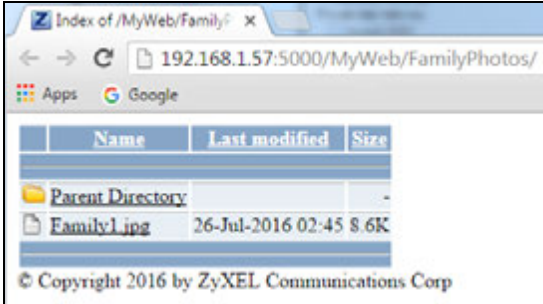 Index of /MyWeb/Family
192.168.1.57:5000/MyWeb/FamilyPhotos/
Apps Google
Name Last modified Size
Parent Directory -
Family1.jpg 26-Jul-2016 02:45 8.6K
© Copyright 2016 by ZyXEL Communications Corp